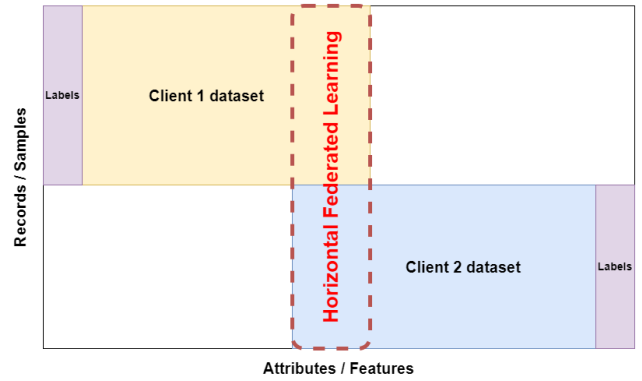 Labels
Client 1 dataset
Horizontal Federated Learning
Records / Samples
Client 2 dataset
Labels
Attributes / Features